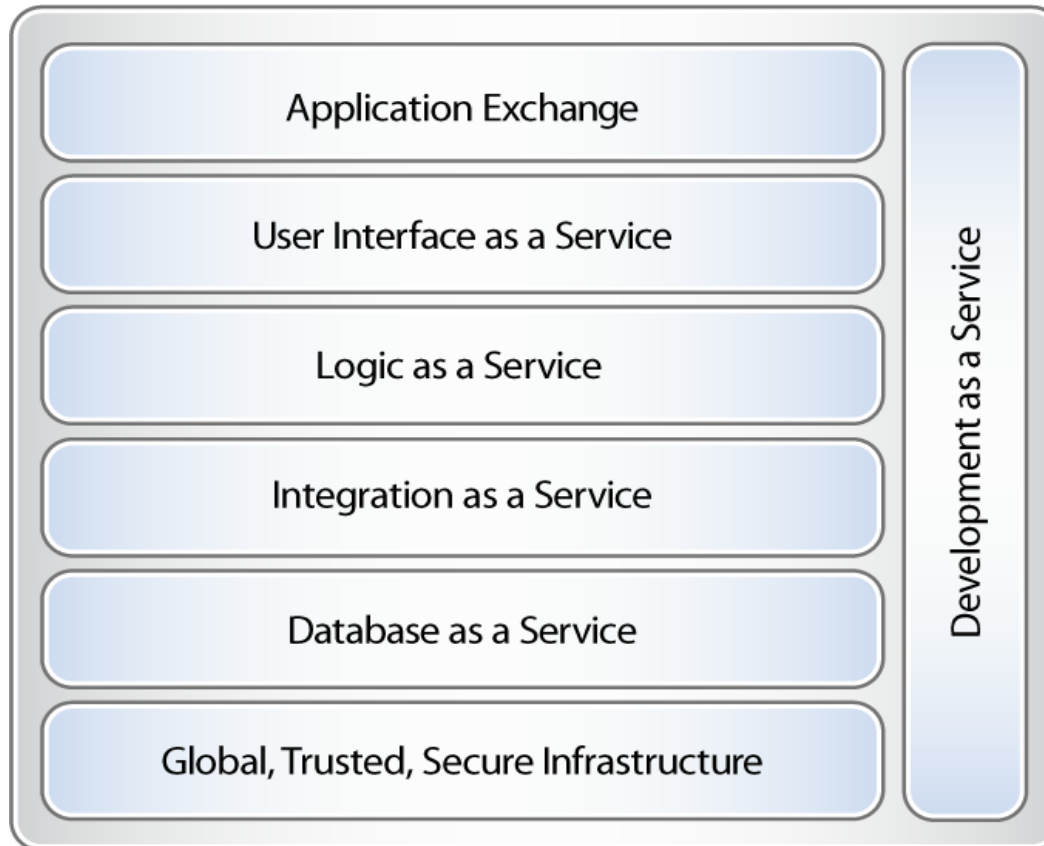 Application Exchange
User Interface as a Service
Logic as a Service
Integration as a Service
Database as a Service
Global, Trusted, Secure Infrastructure
Development as a Service